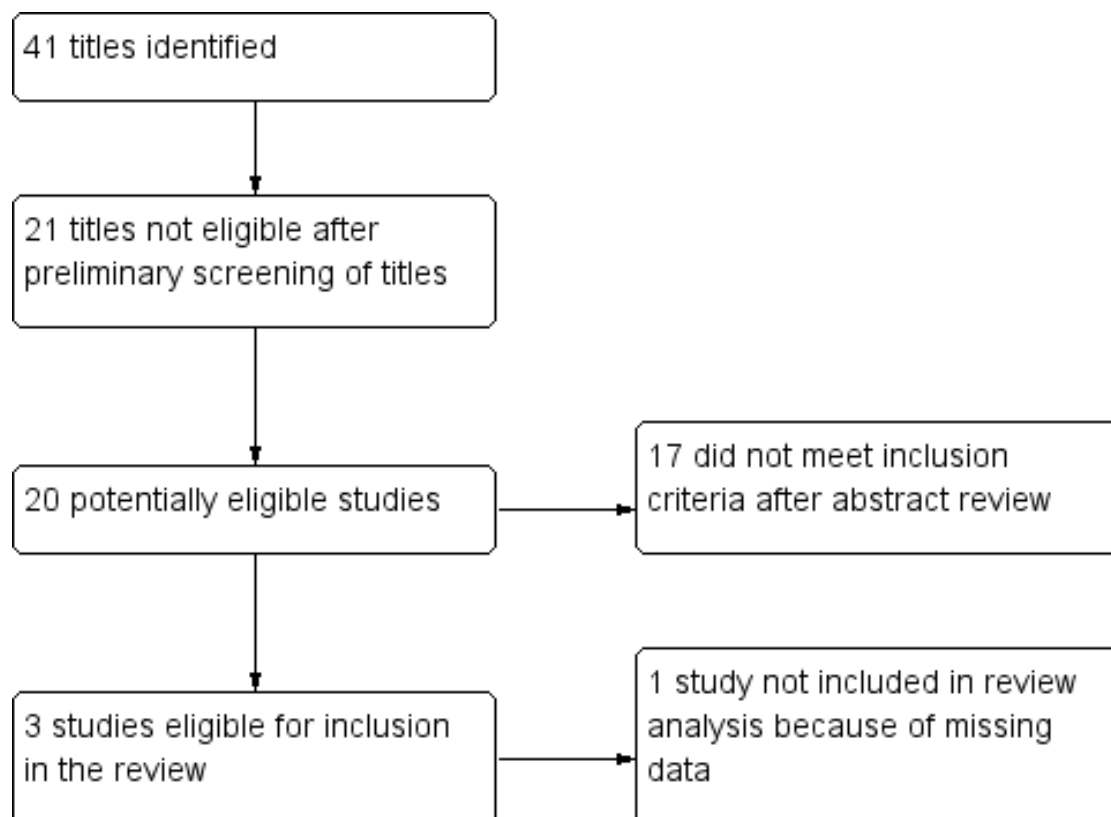 41 titles identified
21 titles not eligible after
preliminary screening of titles
20 potentially eligible studies
17 did not meet inclusion
criteria after abstract review
3 studies eligible for inclusion
in the review
1 study not included in review
analysis because of missing
data